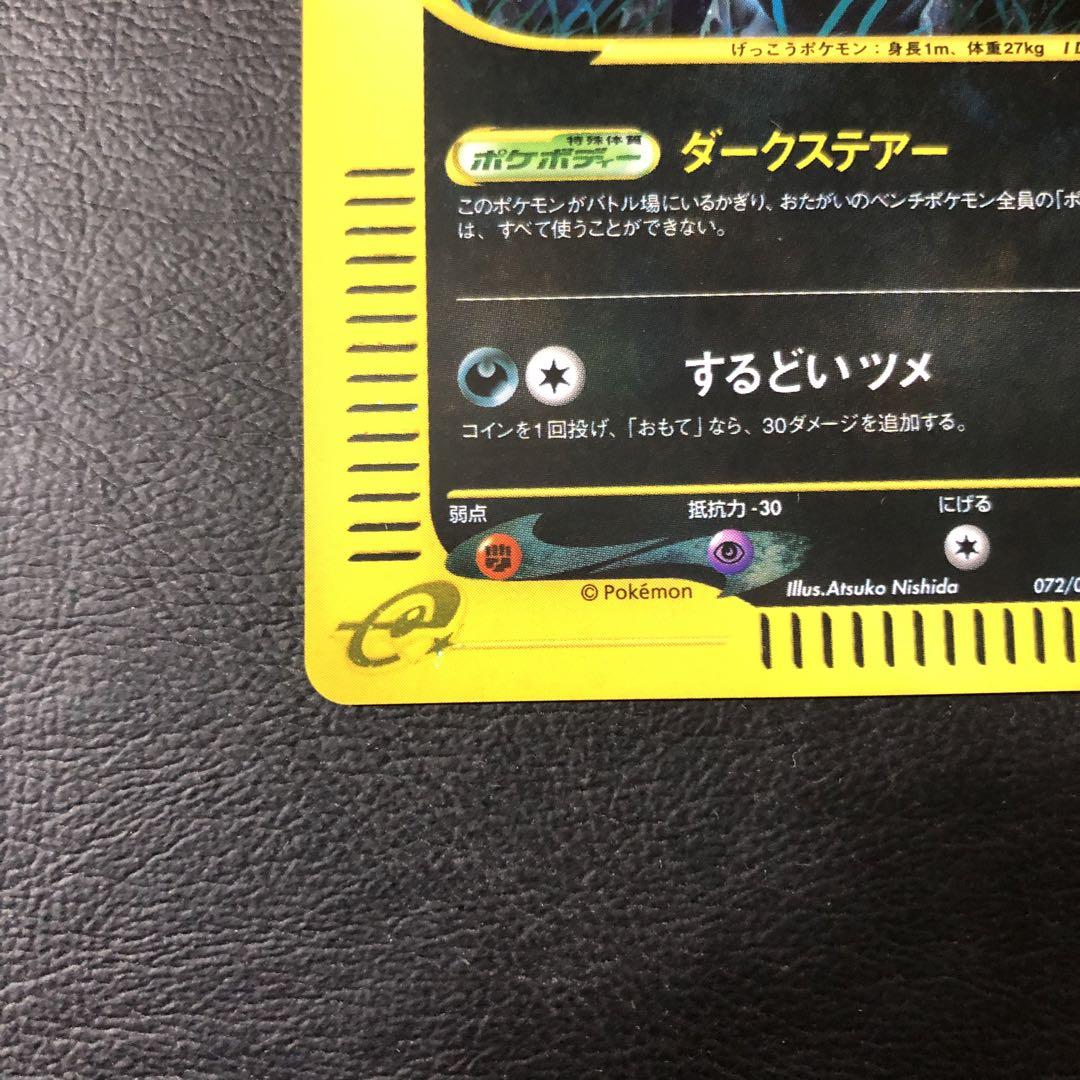 げっこうポケモン：身長1m、体重27kg
特殊体質
ポケボディー ダークステアー
このポケモンがバトル場にいるかぎり、おたがいのベンチポケモン全員の「ポ
は、すべて使うことができない。
するどいツメ
コインを1回投げ、「おもて」なら、30ダメージを追加する。
弱点 抵抗力 -30 にげる
© Pokémon Illus.Atsuko Nishida 072/0